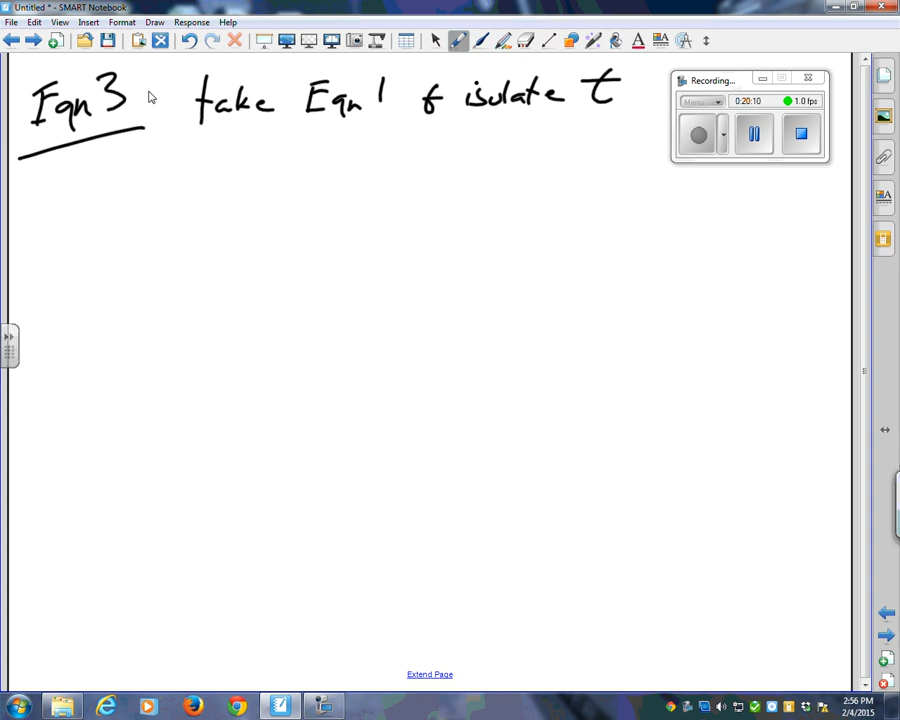 Untitled * - SMART Notebook
File Edit View Insert Format Draw Response Help
Eqn 3 take Eqn 1 & isolate t
Recording...
Menu 0:20:10 1.0 fps
Extend Page
2:56 PM
2/4/2015